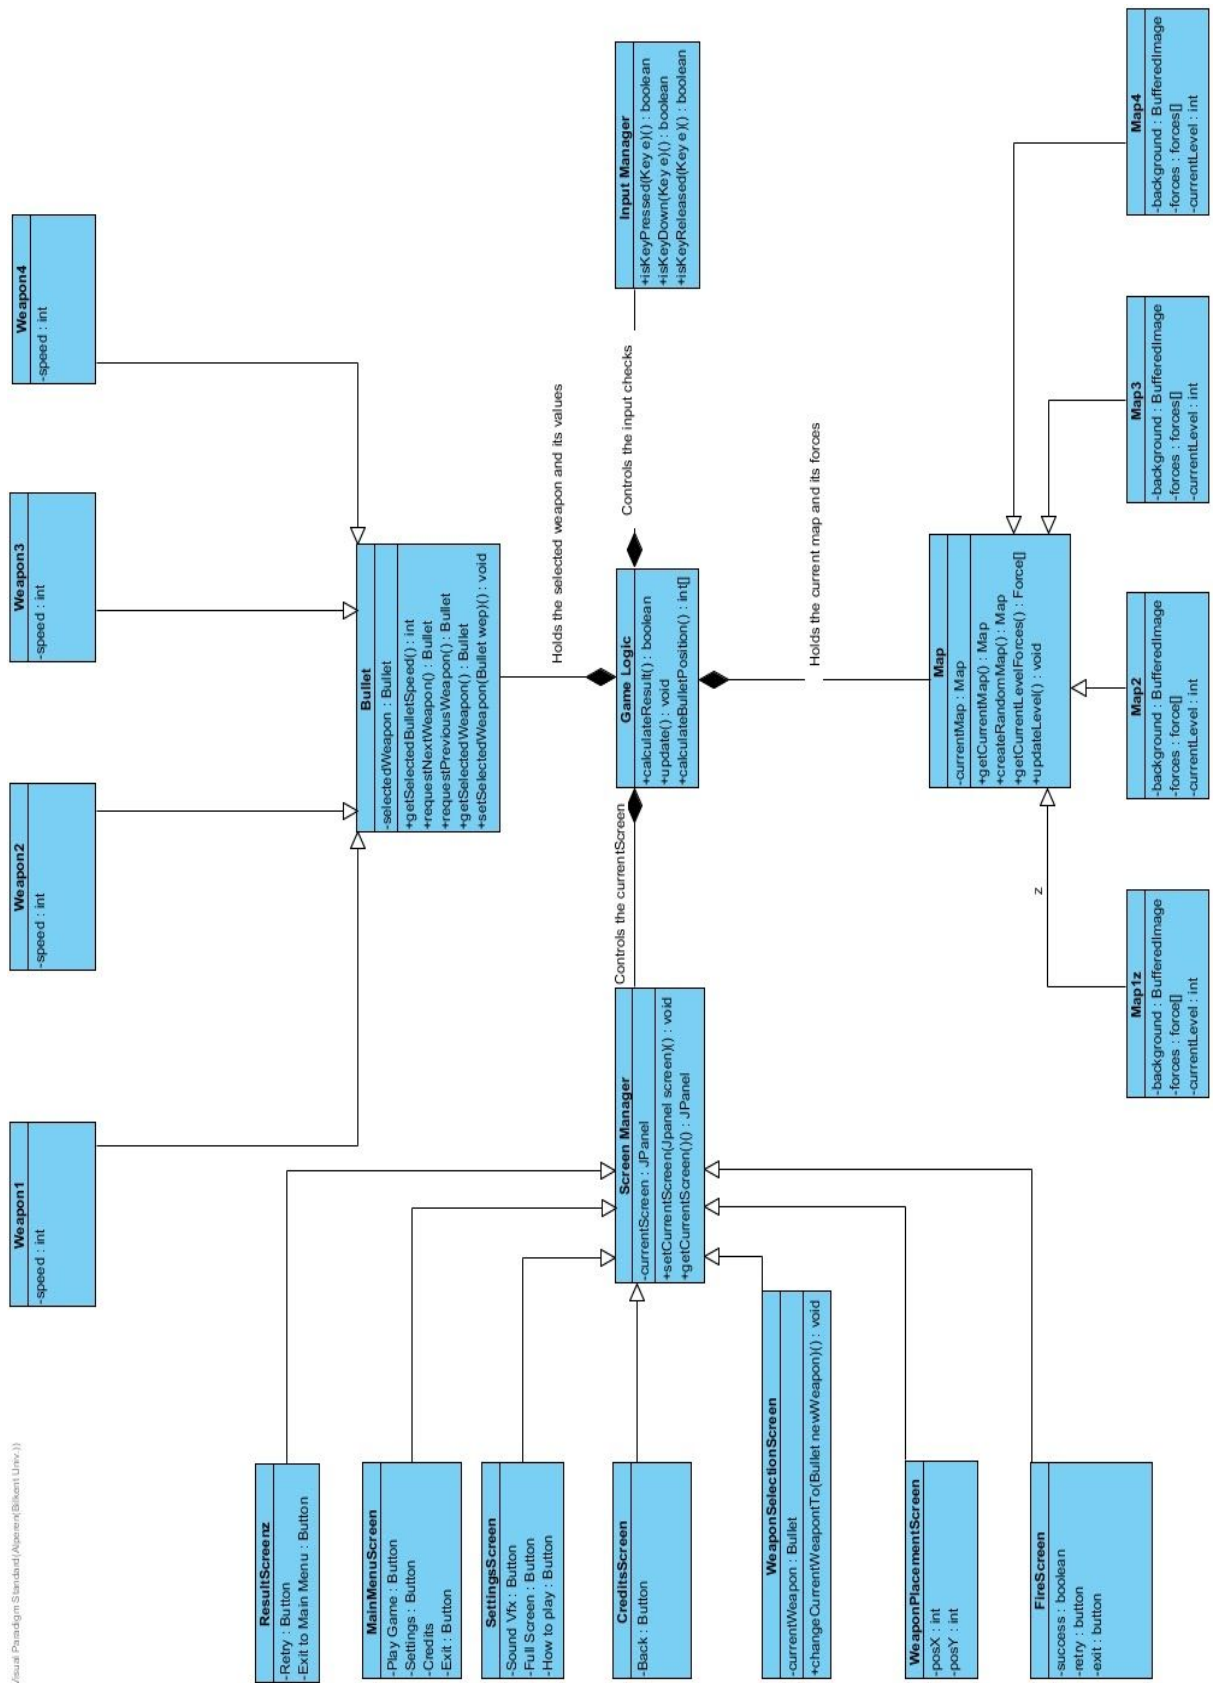 Visual Paradigm Standard(Alperen(Bilkent Univ.))
Weapon1
-speed : int
Weapon2
-speed : int
Weapon3
-speed : int
Weapon4
-speed : int
ResultScreenz
-Retry : Button
-Exit to Main Menu : Button
MainMenuScreen
-Play Game : Button
-Settings : Button
-Credits
-Exit : Button
SettingsScreen
-Sound Vfx : Button
-Full Screen : Button
-How to play : Button
CreditsScreen
-Back : Button
WeaponSelectionScreen
-currentWeapon : Bullet
+changeCurrentWeapontTo(Bullet newWeapon)() : void
WeaponPlacementScreen
-posX : int
-posY : int
FireScreen
-success : boolean
-retry : button
-exit : button
Screen Manager
-currentScreen : JPanel
+setCurrentScreen(Jpanel screen)() : void
+getCurrentScreen()() : JPanel
Controls the currentScreen
Bullet
-selectedWeapon : Bullet
+getSelectedBulletSpeed() : int
+requestNextWeapon() : Bullet
+requestPreviousWeapon() : Bullet
+getSelectedWeapon() : Bullet
+setSelectedWeapon(Bullet wep)() : void
Holds the selected weapon and its values
Game Logic
+calculateResult() : boolean
+update() : void
+calculateBulletPosition() : int[]
Controls the input checks
Input Manager
+isKeyPressed(Key e)() : boolean
+isKeyDown(Key e)() : boolean
+isKeyReleased(Key e)() : boolean
Holds the current map and its forces
Map
-currentMap : Map
+getCurrentMap() : Map
+createRandomMap() : Map
+getCurrentLevelForces() : Force[]
+updateLevel() : void
z
Map1z
-background : BufferedImage
-forces : force[]
-currentLevel : int
Map2
-background : BufferedImage
-forces : force[]
-currentLevel : int
Map3
-background : BufferedImage
-forces : forces[]
-currentLevel : int
Map4
-background : BufferedImage
-forces : forces[]
-currentLevel : int